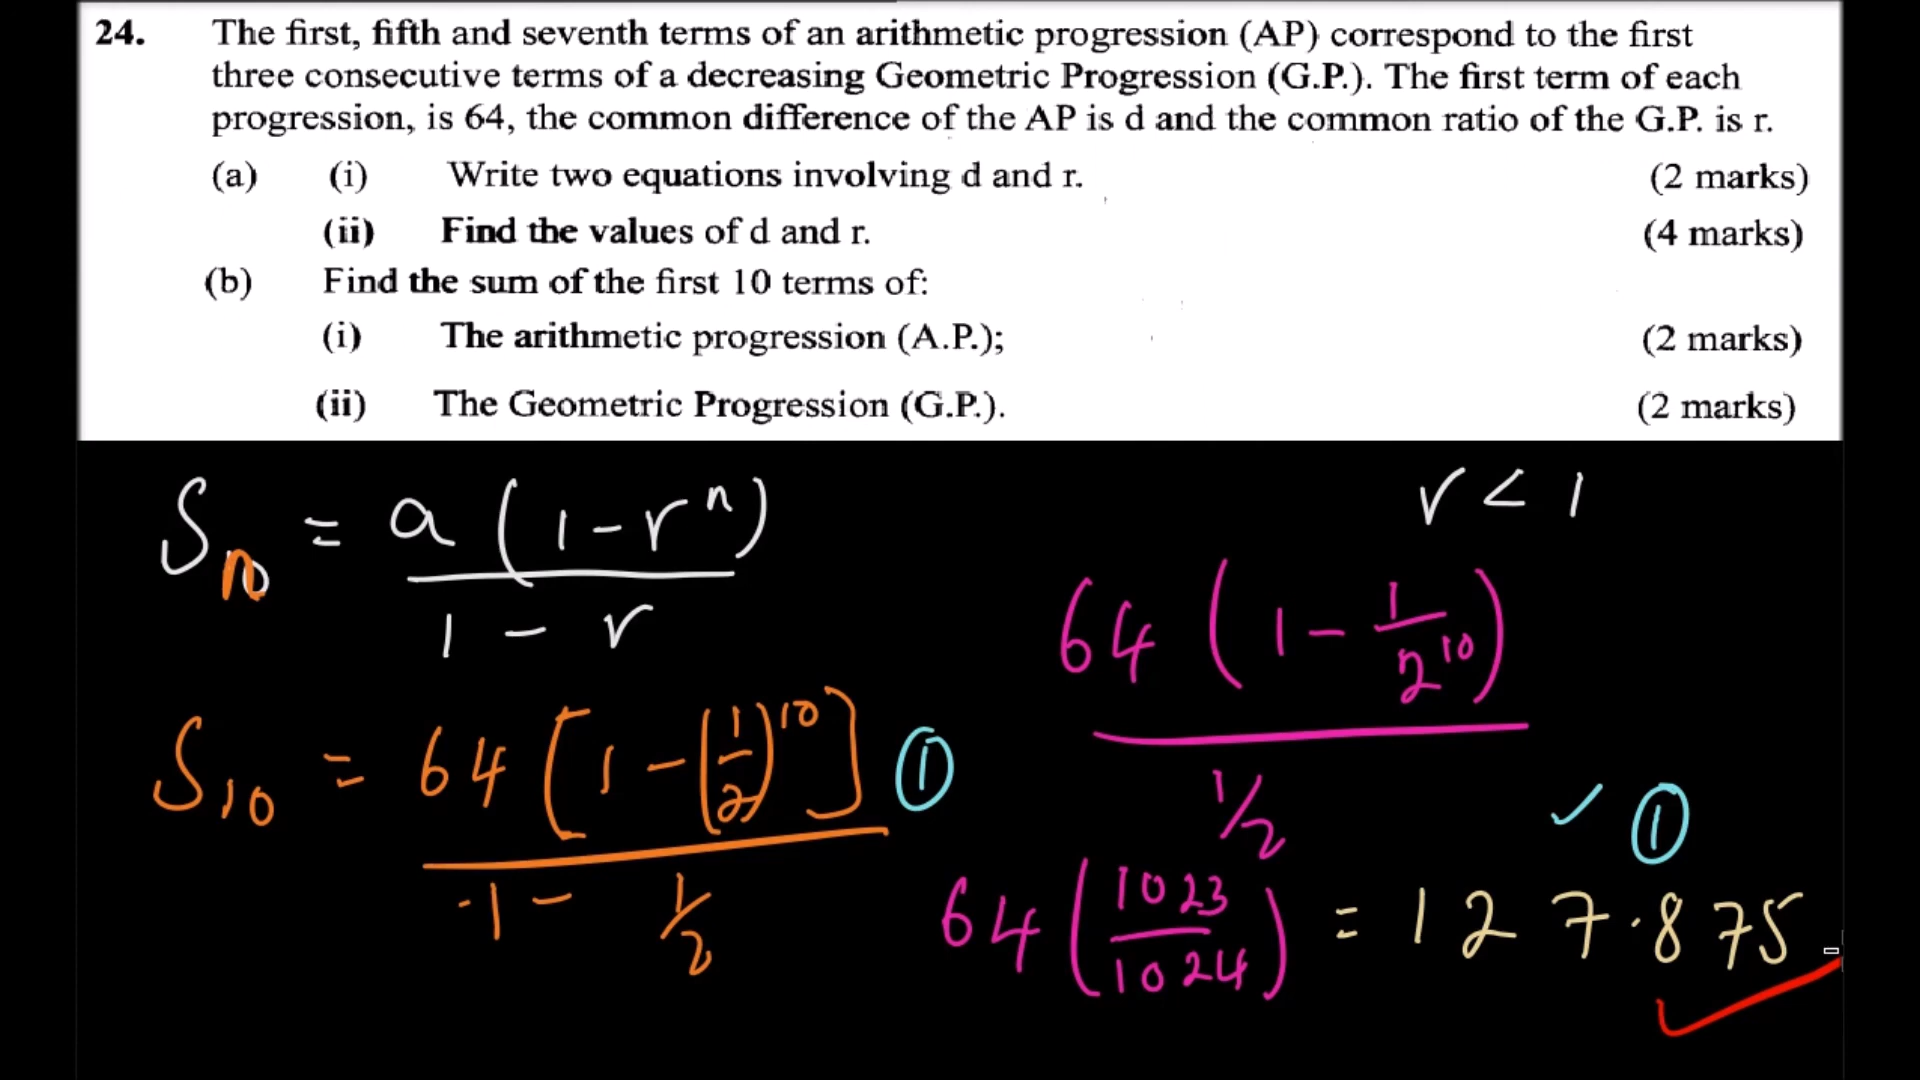 24. The first, fifth and seventh terms of an arithmetic progression (AP) correspond to the first
three consecutive terms of a decreasing Geometric Progression (G.P.). The first term of each
progression, is 64, the common difference of the AP is d and the common ratio of the G.P. is r.
(a) (i) Write two equations involving d and r. (2 marks)
(ii) Find the values of d and r. (4 marks)
(b) Find the sum of the first 10 terms of:
(i) The arithmetic progression (A.P.); (2 marks)
(ii) The Geometric Progression (G.P.). (2 marks)
Sn = a(1-rⁿ)
1 - r
r < 1
S10 = 64[1-(1/2)^10] ①
1 - 1/2
64(1 - 1/2^10)
1/2
✓ ①
64(1023/1024) = 127.875